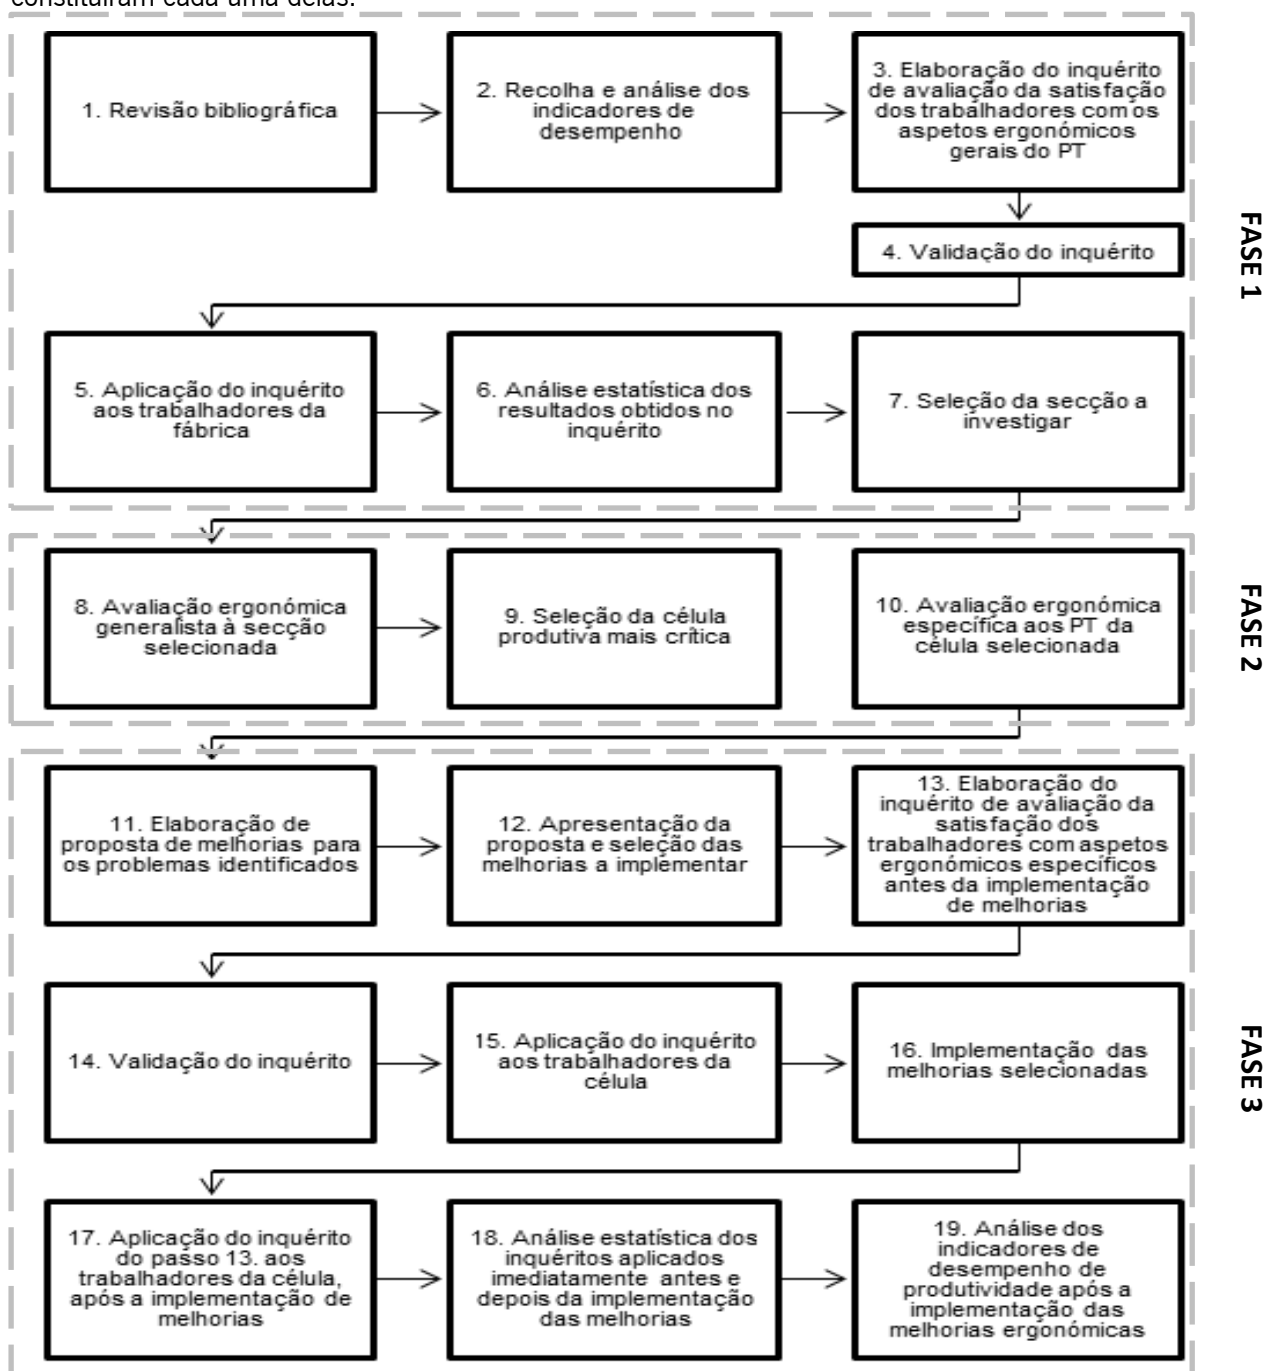 constituíram cada uma delas.
1. Revisão bibliográfica
2. Recolha e análise dos
indicadores de
desempenho
3. Elaboração do inquérito
de avaliação da satisfação
dos trabalhadores com os
aspetos ergonómicos
gerais do PT
4. Validação do inquérito
FASE 1
5. Aplicação do inquérito
aos trabalhadores da
fábrica
6. Análise estatística dos
resultados obtidos no
inquérito
7. Seleção da secção a
investigar
8. Avaliação ergonómica
generalista à secção
selecionada
9. Seleção da célula
produtiva mais crítica
10. Avaliação ergonómica
específica aos PT da
célula selecionada
FASE 2
11. Elaboração de
proposta de melhorias para
os problemas identificados
12. Apresentação da
proposta e seleção das
melhorias a implementar
13. Elaboração do
inquérito de avaliação da
satisfação dos
trabalhadores com aspetos
ergonómicos específicos
antes da implementação
de melhorias
14. Validação do inquérito
15. Aplicação do inquérito
aos trabalhadores da
célula
16. Implementação das
melhorias selecionadas
FASE 3
17. Aplicação do inquérito
do passo 13. aos
trabalhadores da célula,
após a implementação de
melhorias
18. Análise estatística dos
inquéritos aplicados
imediatamente antes e
depois da implementação
das melhorias
19. Análise dos
indicadores de
desempenho de
produtividade após a
implementação das
melhorias ergonómicas